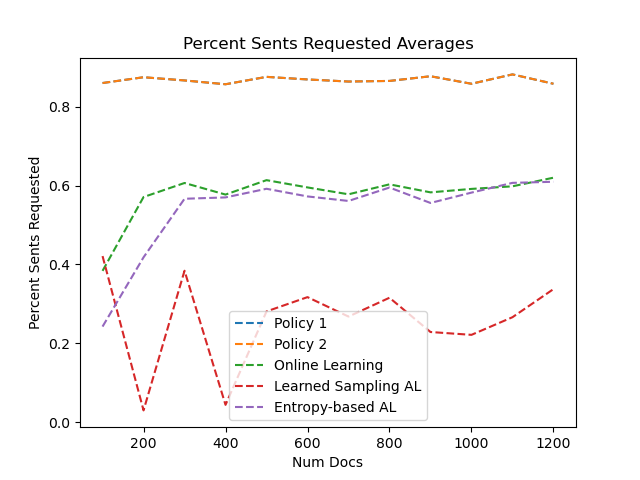 Percent Sents Requested Averages
Percent Sents Requested
0.8
0.6
0.4
0.2
0.0
Policy 1
Policy 2
Online Learning
Learned Sampling AL
Entropy-based AL
200 400 600 800 1000 1200
Num Docs